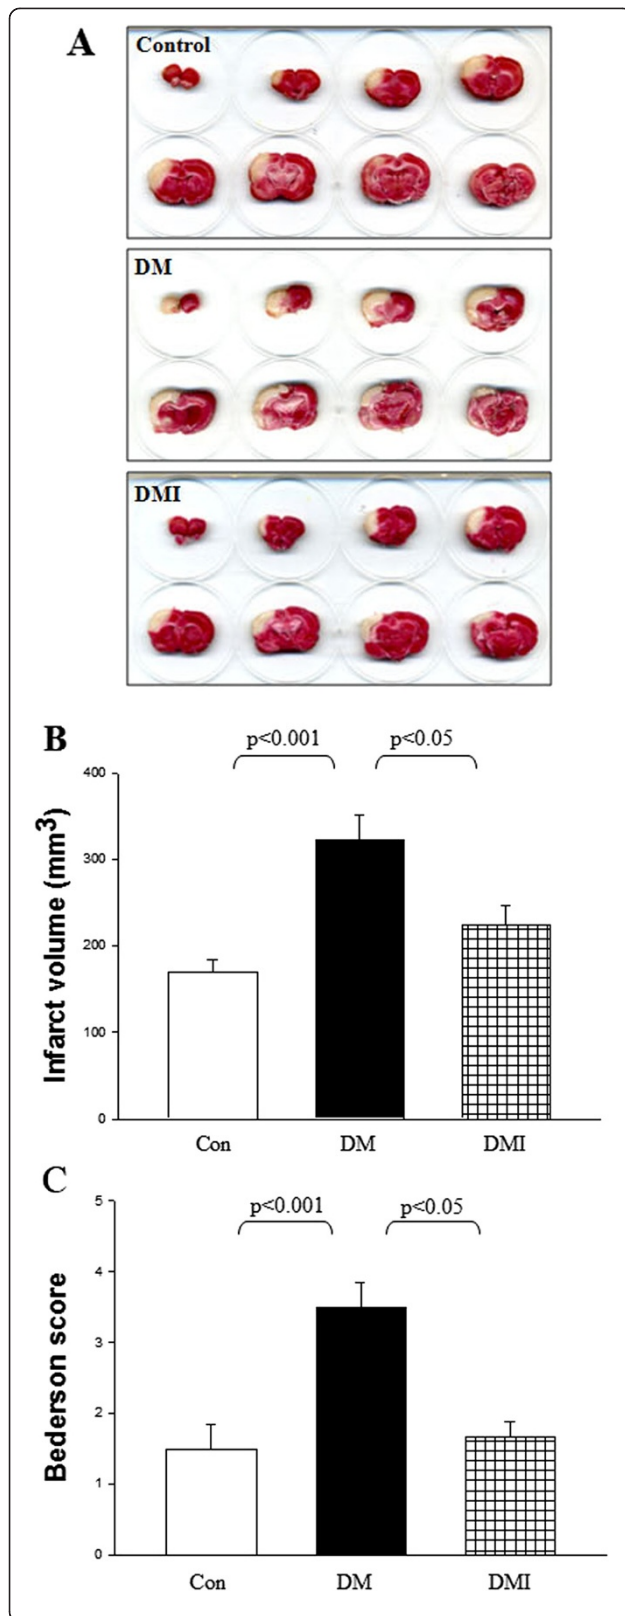 A
Control
DM
DMI
B
p<0.001
p<0.05
Infarct volume (mm³)
400
300
200
100
0
Con
DM
DMI
C
p<0.001
p<0.05
Bederson score
5
4
3
2
1
0
Con
DM
DMI